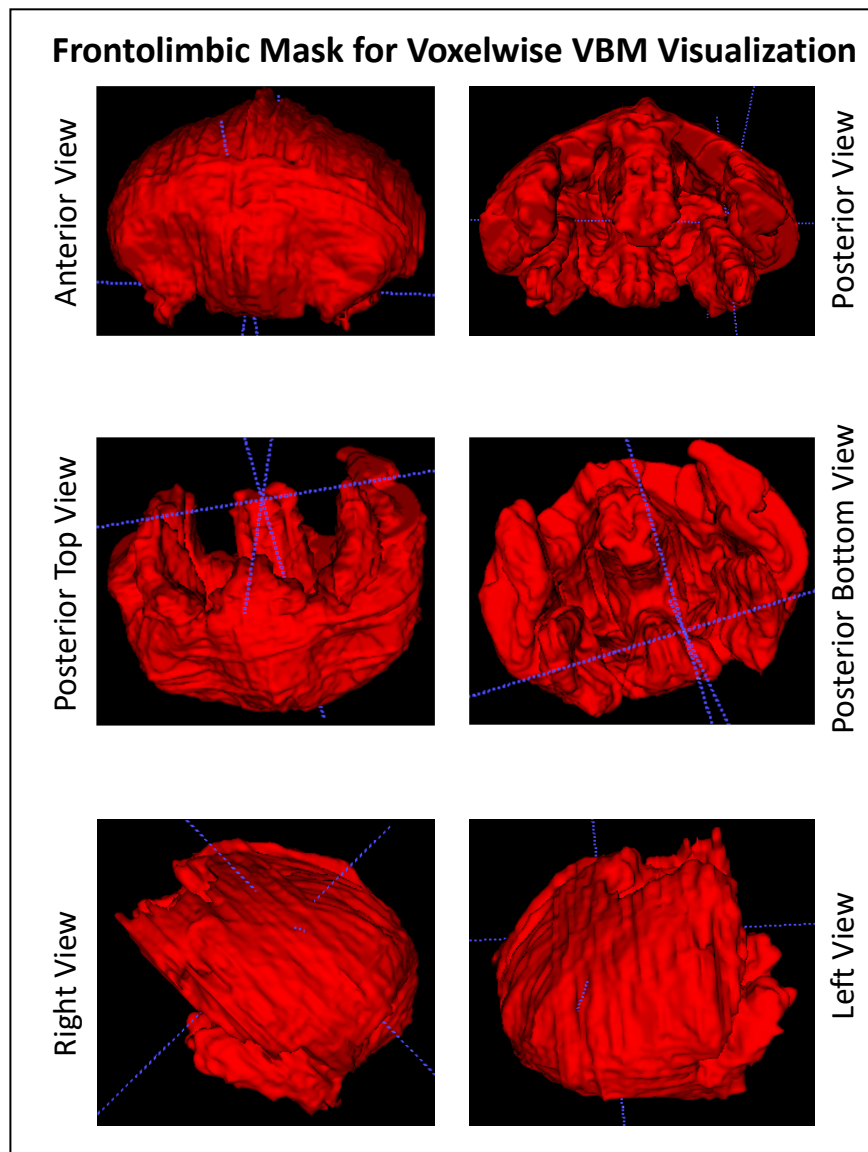 Frontolimbic Mask for Voxelwise VBM Visualization
Anterior View
Posterior View
Posterior Top View
Posterior Bottom View
Right View
Left View